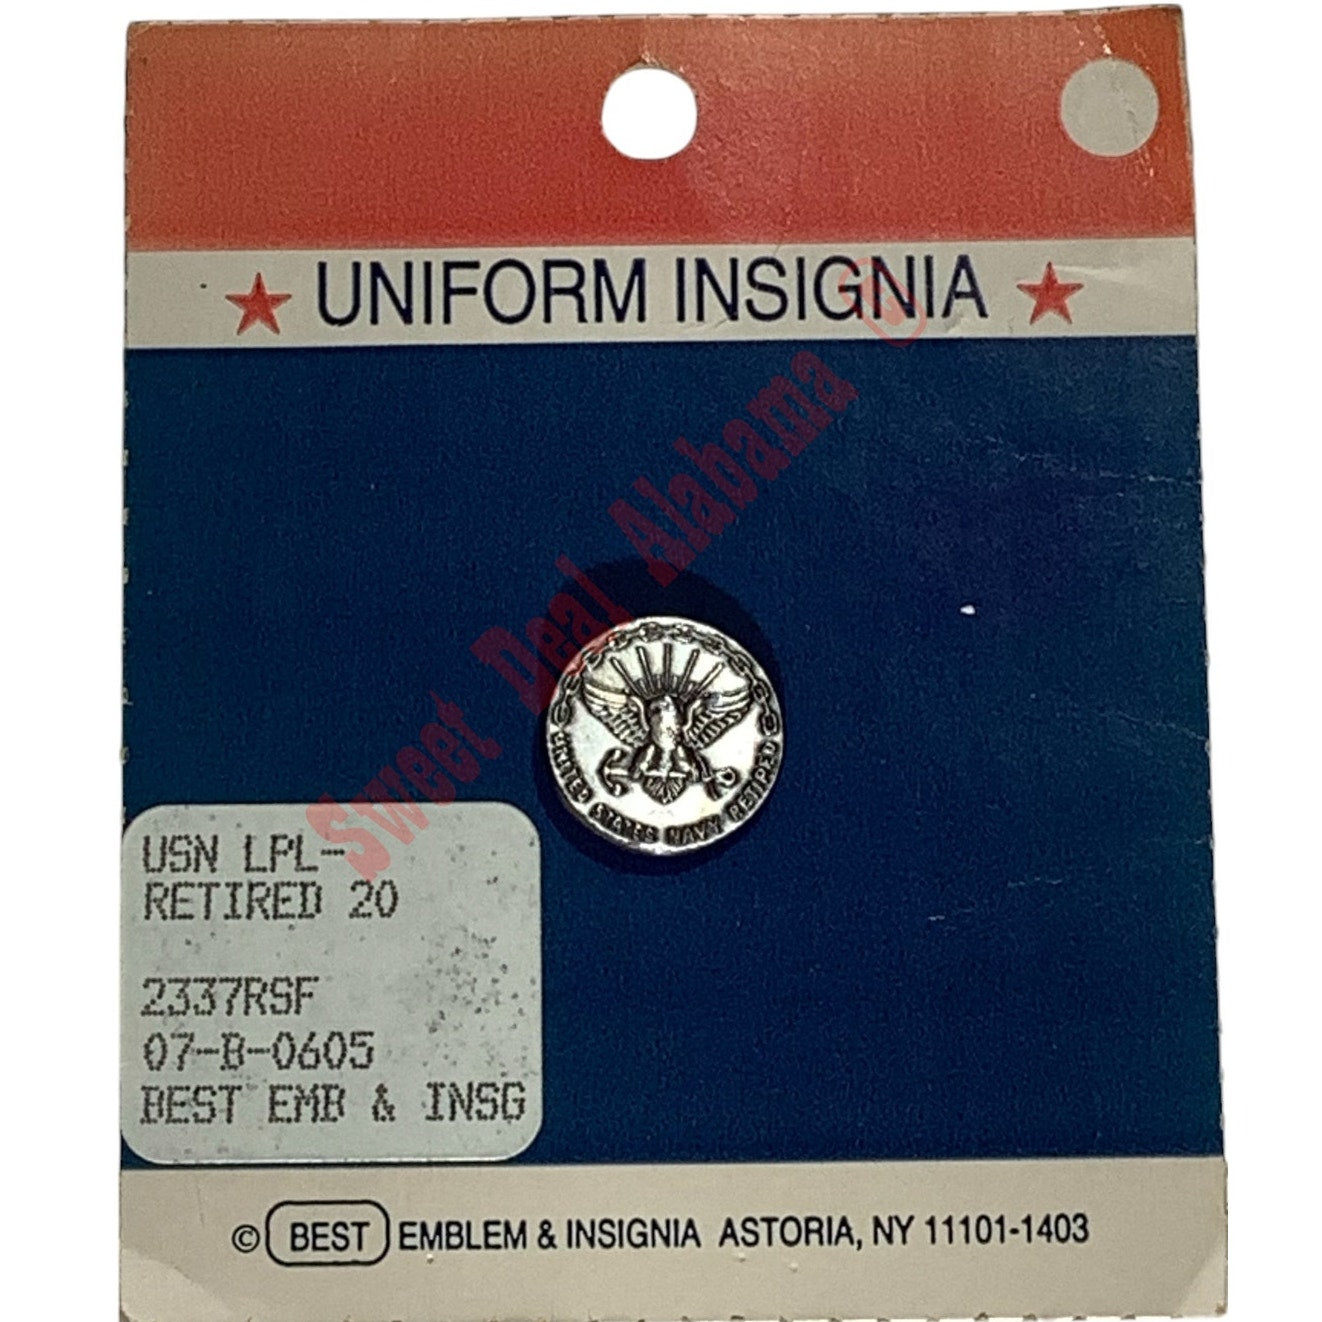 UNIFORM INSIGNIA
Sweet Deal Alabama
UNITED STATES NAVY RETIRED
USN LPL-
RETIRED 20
2337RSF
07-B-0605
BEST EMB & INSG
© BEST EMBLEM & INSIGNIA ASTORIA, NY 11101-1403